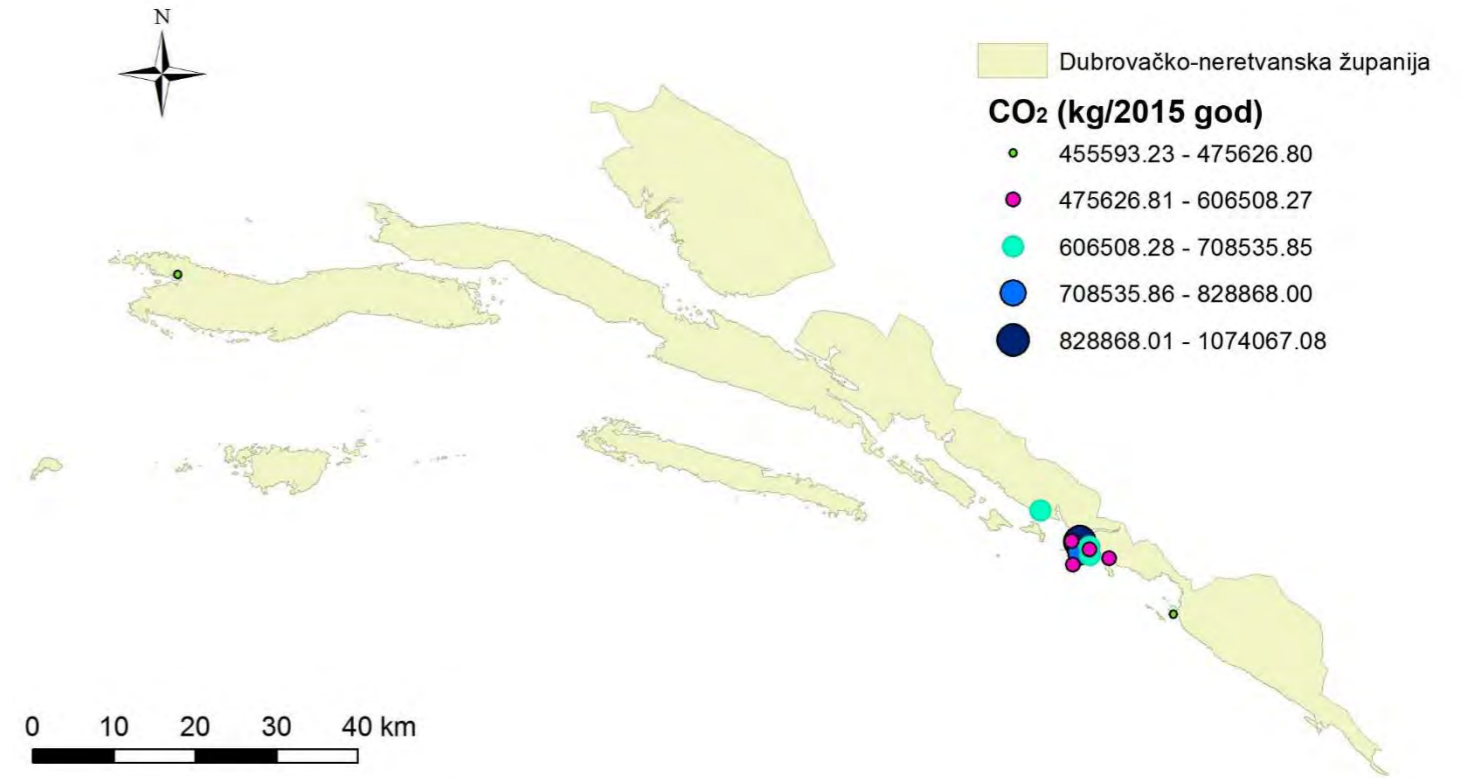 N
Dubrovačko-neretvanska županija
CO₂ (kg/2015 god)
455593.23 - 475626.80
475626.81 - 606508.27
606508.28 - 708535.85
708535.86 - 828868.00
828868.01 - 1074067.08
0 10 20 30 40 km